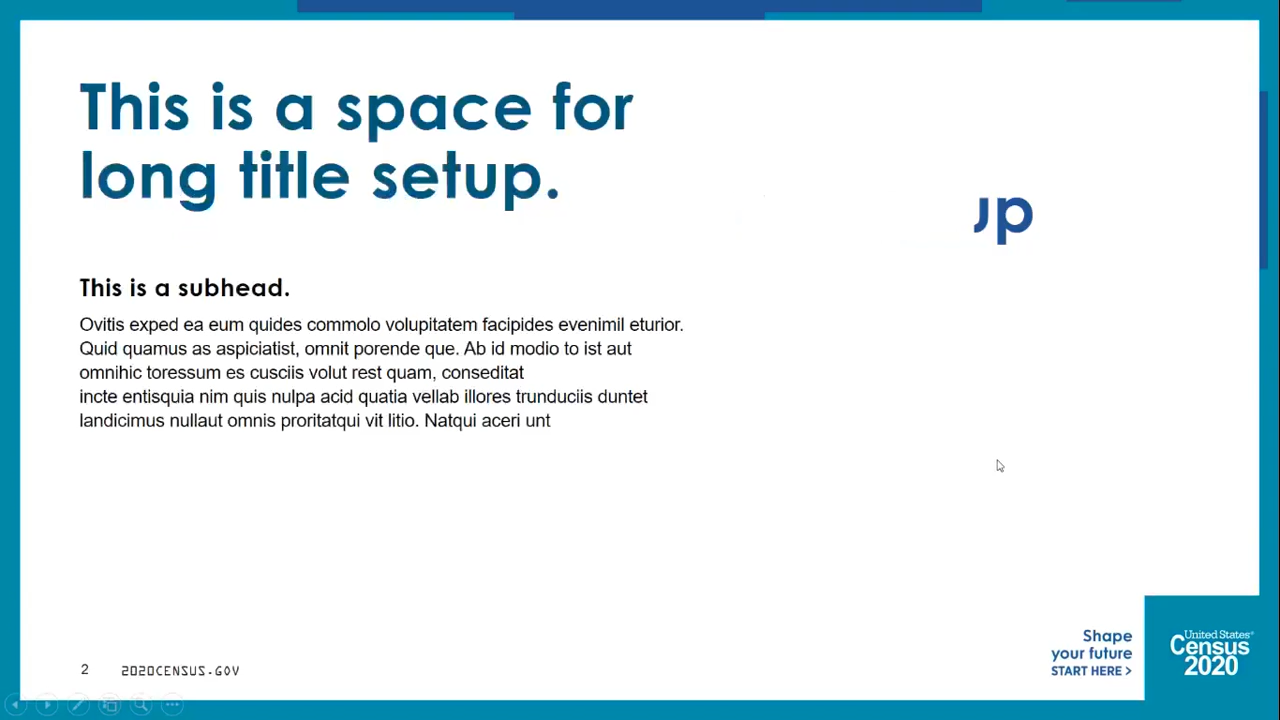 This is a space for
long title setup.
up
This is a subhead.
Ovitis exped ea eum quides commolo volupitatem facipides evenimil eturior.
Quid quamus as aspiciatist, omnit porende que. Ab id modio to ist aut
omnihic toressum es cusciis volut rest quam, conseditat
incte entisquia nim quis nulpa acid quatia vellab illores trunduciis duntet
landicimus nullaut omnis proritatqui vit litio. Natqui aceri unt
Shape
your future
START HERE >
United States®
Census
2020
2 2020CENSUS.GOV